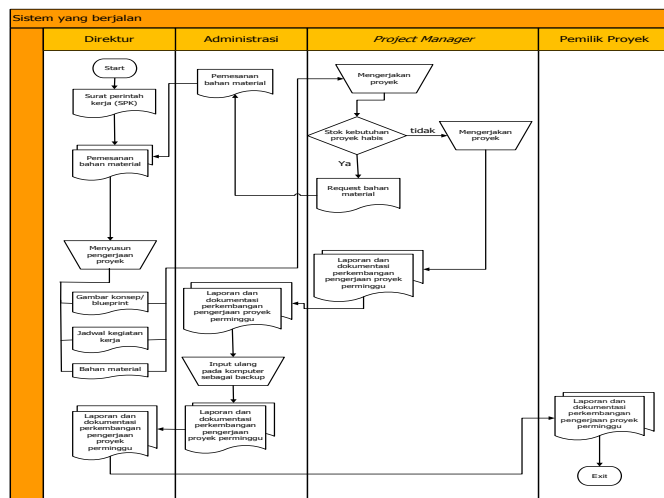 Sistem yang berjalan
Direktur
Administrasi
Project Manager
Pemilik Proyek
Start
Surat perintah
kerja (SPK)
Pemesanan
bahan material
Menyusun
pengerjaan
proyek
Gambar konsep/
blueprint
Jadwal kegiatan
kerja
Bahan material
Laporan dan
dokumentasi
perkembangan
pengerjaan
proyek
perminggu
Pemesanan
bahan material
Laporan dan
dokumentasi
perkembangan
pengerjaan proyek
perminggu
Input ulang
pada komputer
sebagai backup
Laporan dan
dokumentasi
perkembangan
pengerjaan
proyek perminggu
Mengerjakan
proyek
Stok kebutuhan
proyek habis
tidak
Mengerjakan
proyek
Ya
Request bahan
material
Laporan dan
dokumentasi
perkembangan
pengerjaan proyek
perminggu
Laporan dan
dokumentasi
perkembangan
pengerjaan proyek
perminggu
Exit